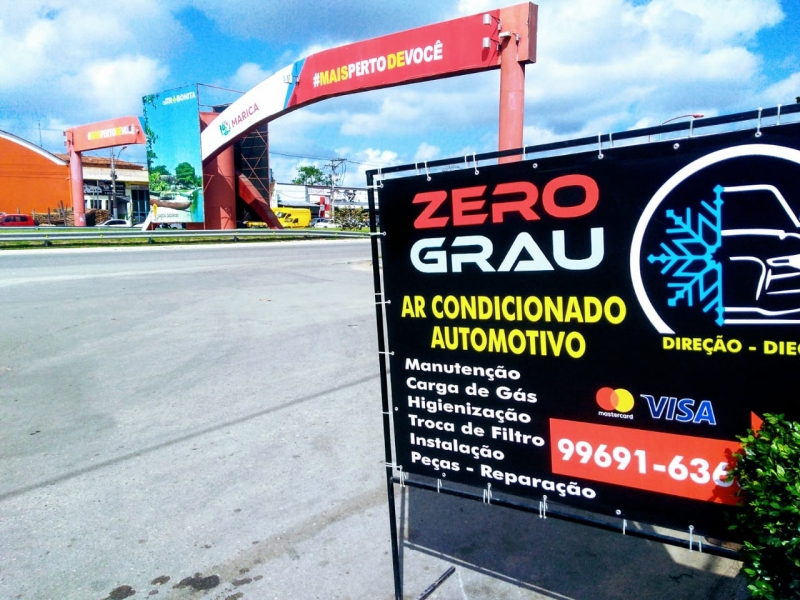 #MAISPERTODEVOCÊ
MARICÁ
ZERO
GRAU
AR CONDICIONADO
AUTOMOTIVO
DIREÇÃO - DIEG
Manutenção
Carga de Gás
Higienização
Troca de Filtro
Instalação
Peças - Reparação
mastercard
VISA
99691-636